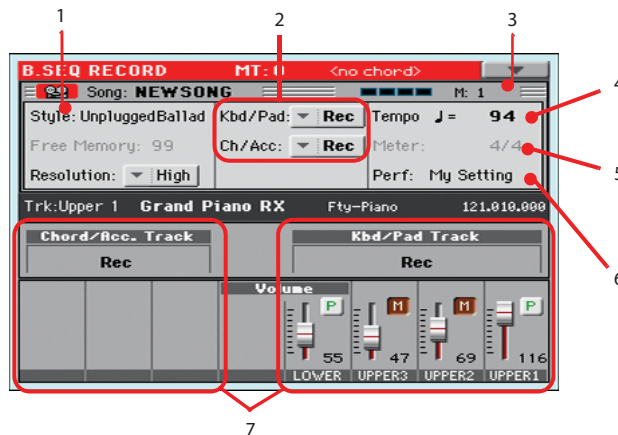 1 2 3
B.SEQ RECORD MT: 0 <no chord>
Song: NEWSONG M: 1
Style: UnpluggedBallad Kbd/Pad: Rec Tempo ♩= 94 4
Free Memory: 99 Ch/Acc: Rec Meter: 4/4 5
Resolution: High Perf: My Setting
Trk:Upper 1 Grand Piano RX Fty-Piano 121.010.000
Chord/Acc. Track Kbd/Pad Track
Rec Rec 6
Volume
P M M P
55 47 69 116
LOWER UPPER3 UPPER2 UPPER1
7